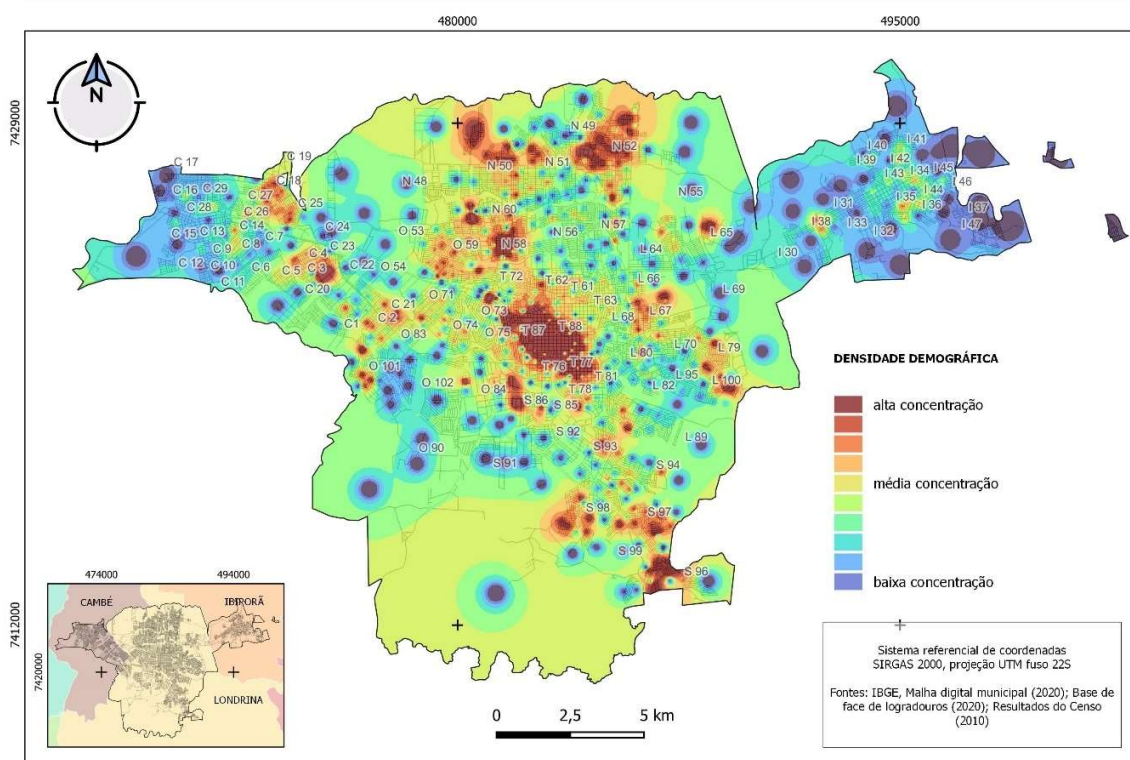 480000
495000
7429000
7412000
N
C 17
C 16
C 29
C 28
C 15
C 13
C 12
C 9
C 10
C 11
C 8
C 14
C 26
C 27
C 19
C 18
C 25
C 7
C 6
C 24
C 23
C 22
C 4
C 5
C 3
C 20
C 21
C 2
C1
N 48
N 49
N 50
N 51
N 52
N 55
N 60
N 56
N 57
N 58
O 53
O 59
O 54
O 71
O 73
O 74
O 75
O 83
O 101
O 102
O 84
O 90
T 72
T 62
T 61
T 63
T 87
T 88
T 76
T 77
T 81
T 78
L 64
L 65
L 66
L 67
L 68
L 69
L 70
L 79
L 80
L 82
L 95
L 100
L 89
S 86
S 85
S 92
S 93
S 91
S 94
S 98
S 97
S 99
S 96
I 30
I 31
I 33
I 32
I 38
I 39
I 40
I 41
I 42
I 43
I 34
I 45
I 46
I 44
I 35
I 36
I 37
I 47
DENSIDADE DEMOGRÁFICA
alta concentração
média concentração
baixa concentração
474000
494000
7420000
CAMBÉ
IBIPORÃ
LONDRINA
0
2,5
5 km
Sistema referencial de coordenadas
SIRGAS 2000, projeção UTM fuso 22S
Fontes: IBGE, Malha digital municipal (2020); Base de
face de logradouros (2020); Resultados do Censo
(2010)